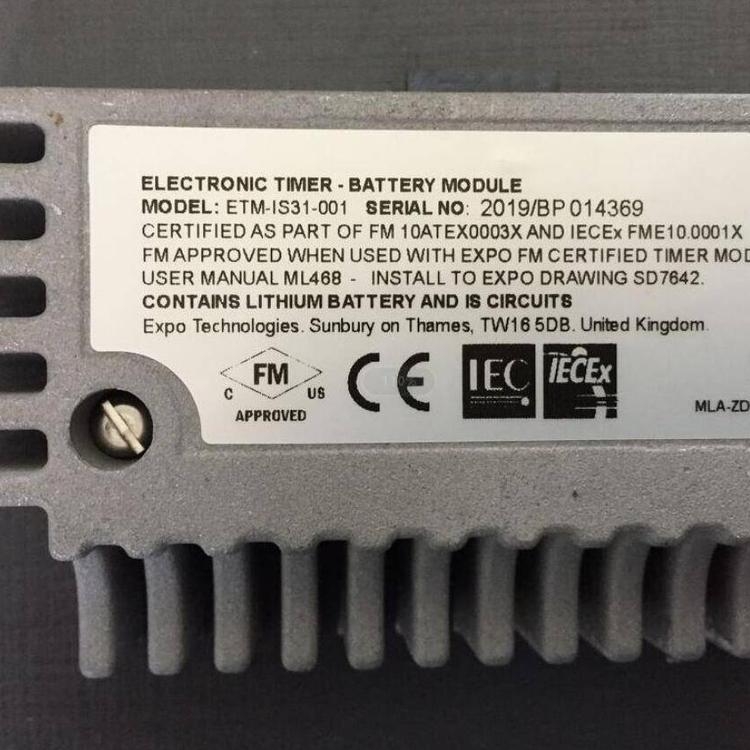 ELECTRONIC TIMER - BATTERY MODULE
MODEL: ETM-IS31-001 SERIAL NO: 2019/BP 014369
CERTIFIED AS PART OF FM 10ATEX0003X AND IECEx FME10.0001X
FM APPROVED WHEN USED WITH EXPO FM CERTIFIED TIMER MOD
USER MANUAL ML468 - INSTALL TO EXPO DRAWING SD7642.
CONTAINS LITHIUM BATTERY AND IS CIRCUITS
Expo Technologies. Sunbury on Thames, TW16 5DB. United Kingdom.
C FM US
APPROVED
CE
IEC
IECEx
MLA-ZD